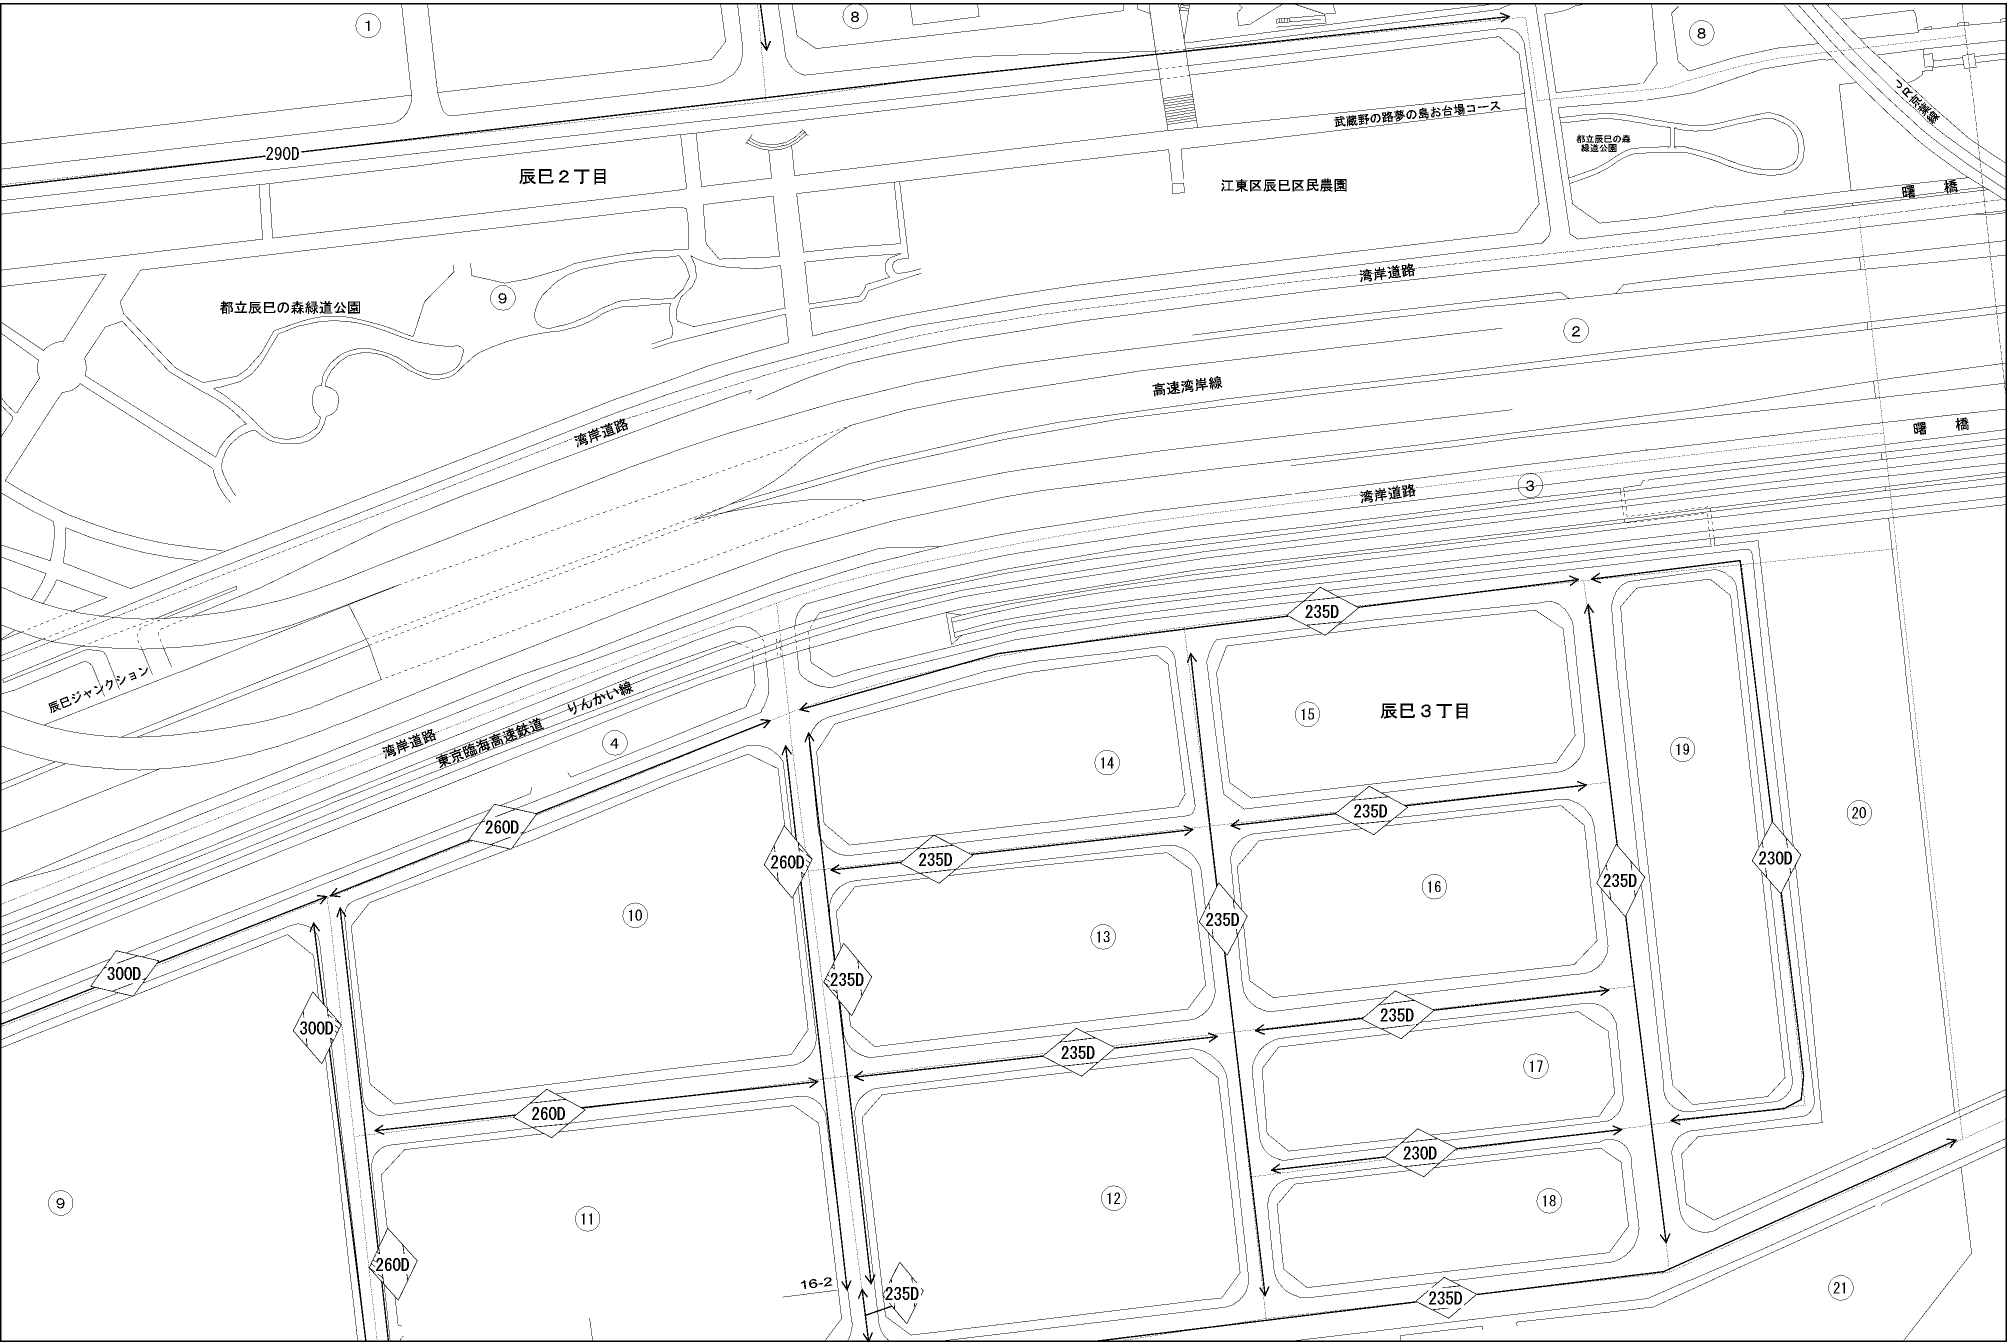 ①
⑧
⑧
JR京葉線
武蔵野の路夢の島お台場コース
都立辰巳の森
緑道公園
290D
辰巳２丁目
江東区辰巳区民農園
曙　橋
湾岸道路
⑨
都立辰巳の森緑道公園
②
高速湾岸線
湾岸道路
曙　橋
③
湾岸道路
235D
辰巳ジャンクション
湾岸道路
東京臨海高速鉄道　りんかい線
④
⑮
辰巳３丁目
⑭
⑲
260D
235D
⑳
260D
235D
230D
235D
⑯
⑩
235D
⑬
300D
235D
300D
235D
235D
⑰
260D
230D
⑨
⑪
⑫
⑱
260D
16-2
235D
235D
㉑